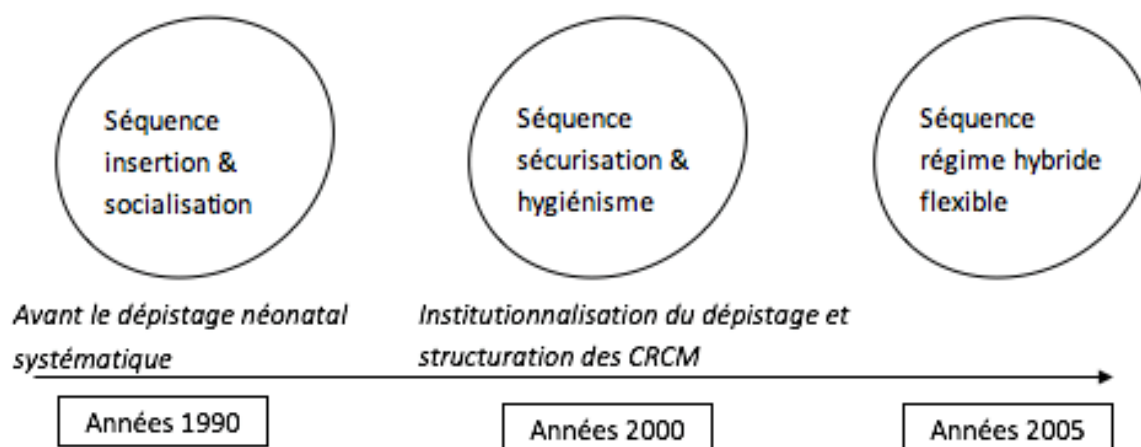 Séquence
insertion &
socialisation
Séquence
sécurisation &
hygiénisme
Séquence
régime hybride
flexible
Avant le dépistage néonatal
systématique
Institutionnalisation du dépistage et
structuration des CRCM
Années 1990
Années 2000
Années 2005